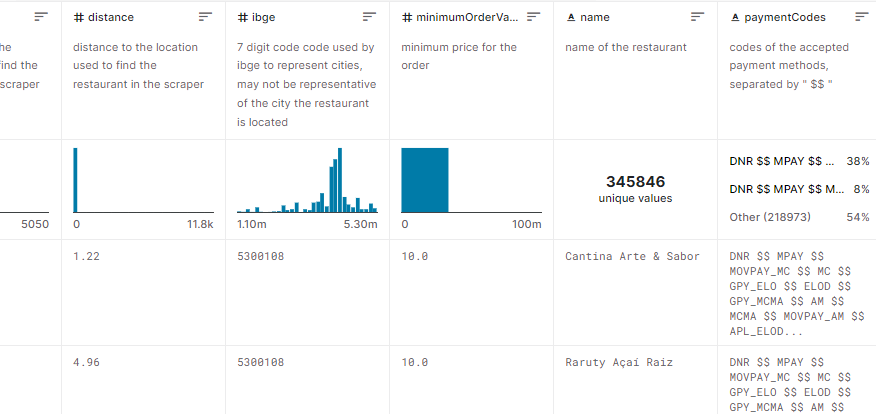 distance
ibge
minimumOrderVa...
name
paymentCodes
he
find the
scraper
distance to the location
used to find the
restaurant in the scraper
7 digit code code used by
ibge to represent cities,
may not be representative
of the city the restaurant
is located
minimum price for the
order
name of the restaurant
codes of the accepted
payment methods,
separated by " $$ "
5050
0 11.8k
1.10m 5.30m
0 100m
345846
unique values
DNR $$ MPAY $$ ... 38%
DNR $$ MPAY $$ M... 8%
Other (218973) 54%
1.22
5300108
10.0
Cantina Arte & Sabor
DNR $$ MPAY $$
MOVPAY_MC $$ MC $$
GPY_ELO $$ ELOD $$
GPY_MCMA $$ AM $$
MCMA $$ MOVPAY_AM $$
APL_ELOD...
4.96
5300108
10.0
Raruty Açaí Raiz
DNR $$ MPAY $$
MOVPAY_MC $$ MC $$
GPY_ELO $$ ELOD $$
GPY_MCMA $$ AM $$